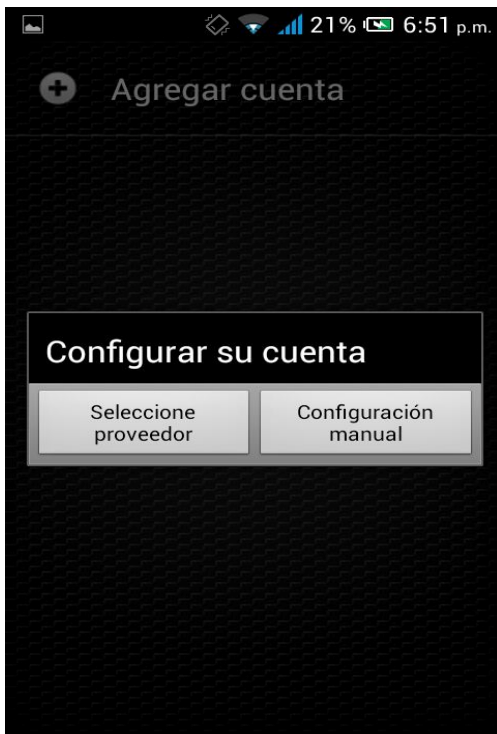 21% 6:51 p.m.
Agregar cuenta
Configurar su cuenta
Seleccione
proveedor
Configuración
manual